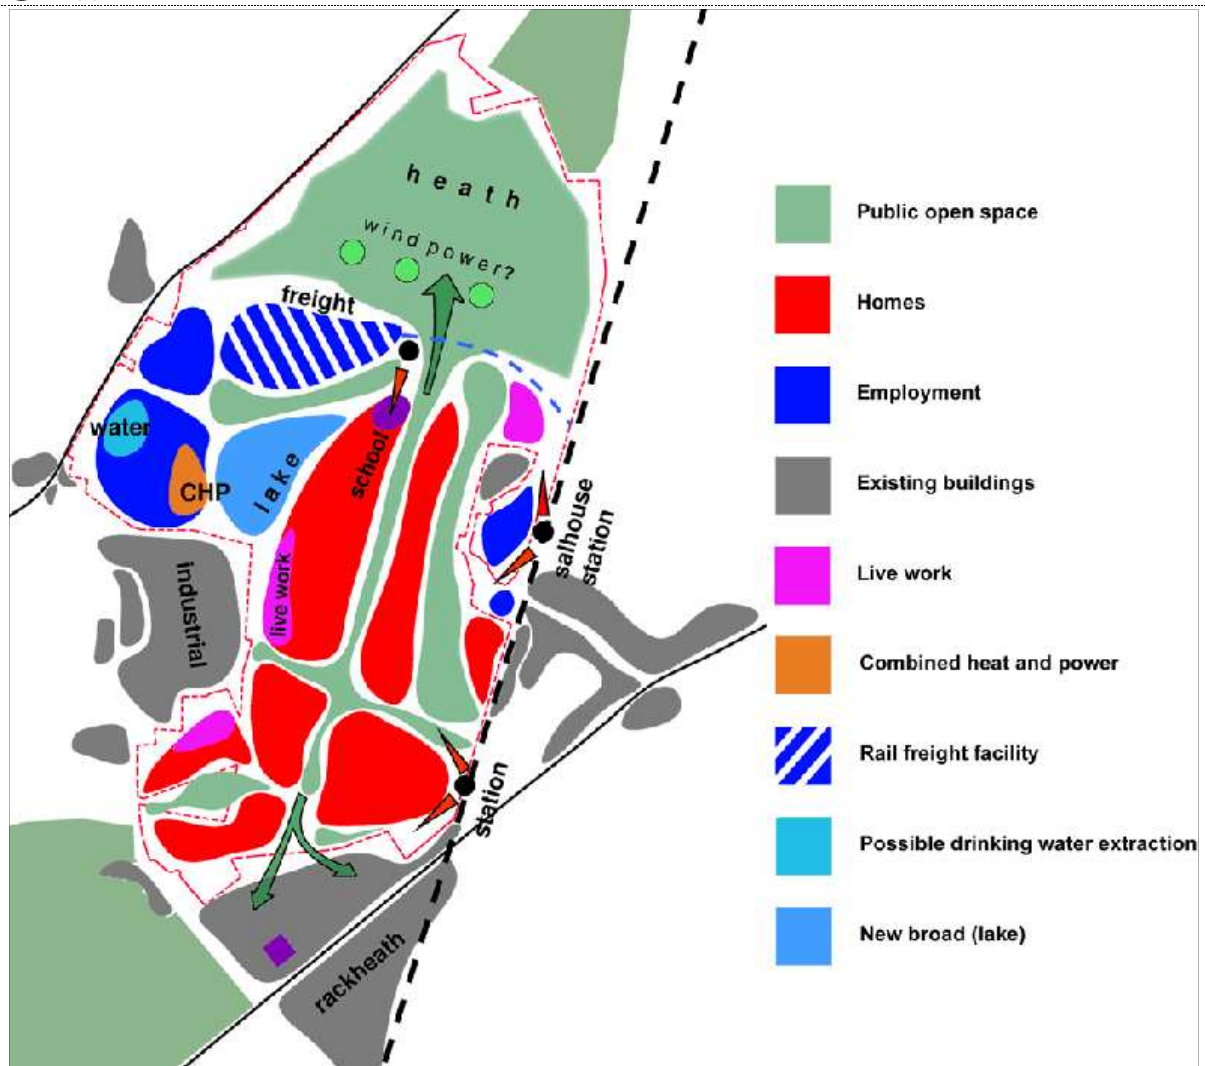 heath
wind power?
freight
water
CHP
lake
school
live work
industrial
salhouse
station
station
rackheath
Public open space
Homes
Employment
Existing buildings
Live work
Combined heat and power
Rail freight facility
Possible drinking water extraction
New broad (lake)